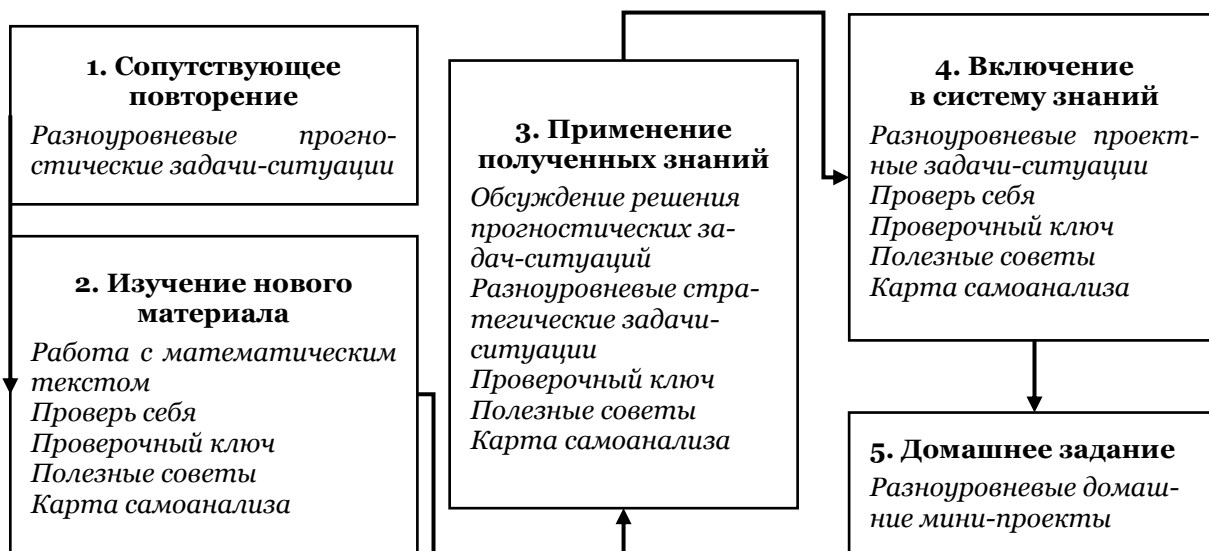 1. Сопутствующее
повторение
Разноуровневые прогно-
стические задачи-ситуации
2. Изучение нового
материала
Работа с математическим
текстом
Проверь себя
Проверочный ключ
Полезные советы
Карта самоанализа
3. Применение
полученных знаний
Обсуждение решения
прогностических за-
дач-ситуаций
Разноуровневые стра-
тегические задачи-
ситуации
Проверочный ключ
Полезные советы
Карта самоанализа
4. Включение
в систему знаний
Разноуровневые проект-
ные задачи-ситуации
Проверь себя
Проверочный ключ
Полезные советы
Карта самоанализа
5. Домашнее задание
Разноуровневые домаш-
ние мини-проекты